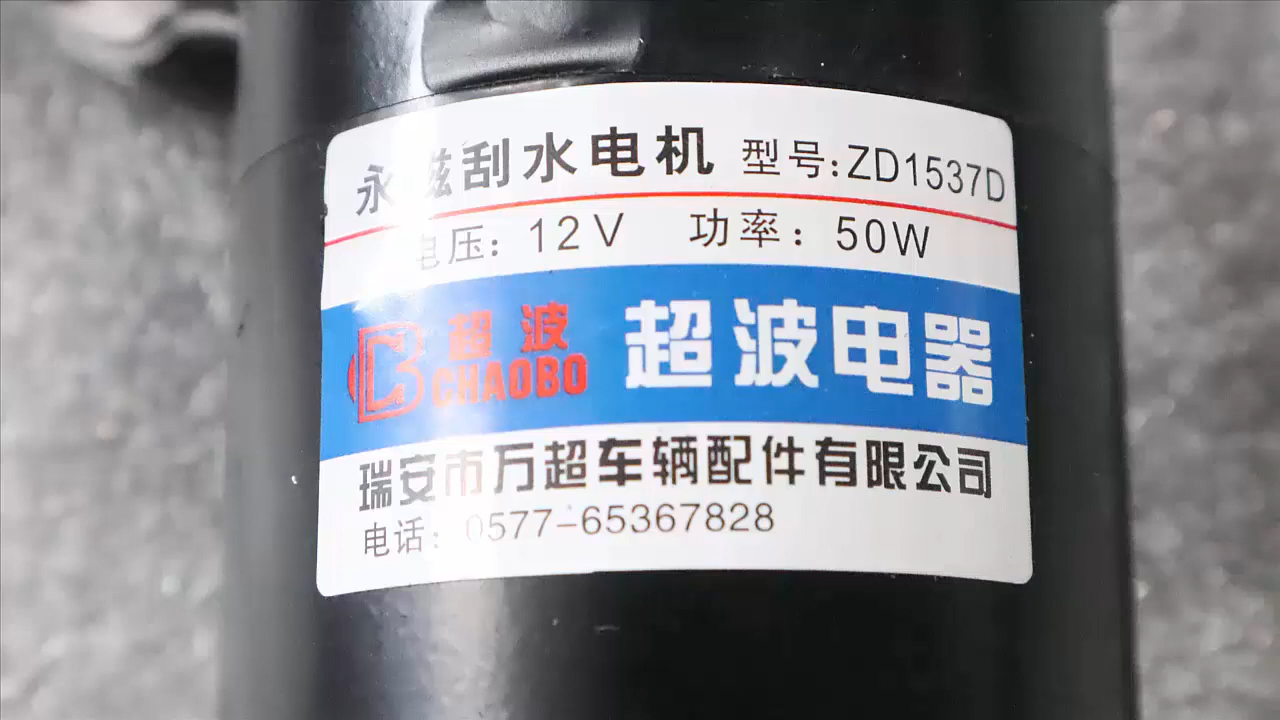 永磁刮水电机 型号:ZD1537D
电压: 12V 功率: 50W
超波 CHAOBO 超波电器
瑞安市万超车辆配件有限公司
电话: 0577-65367828